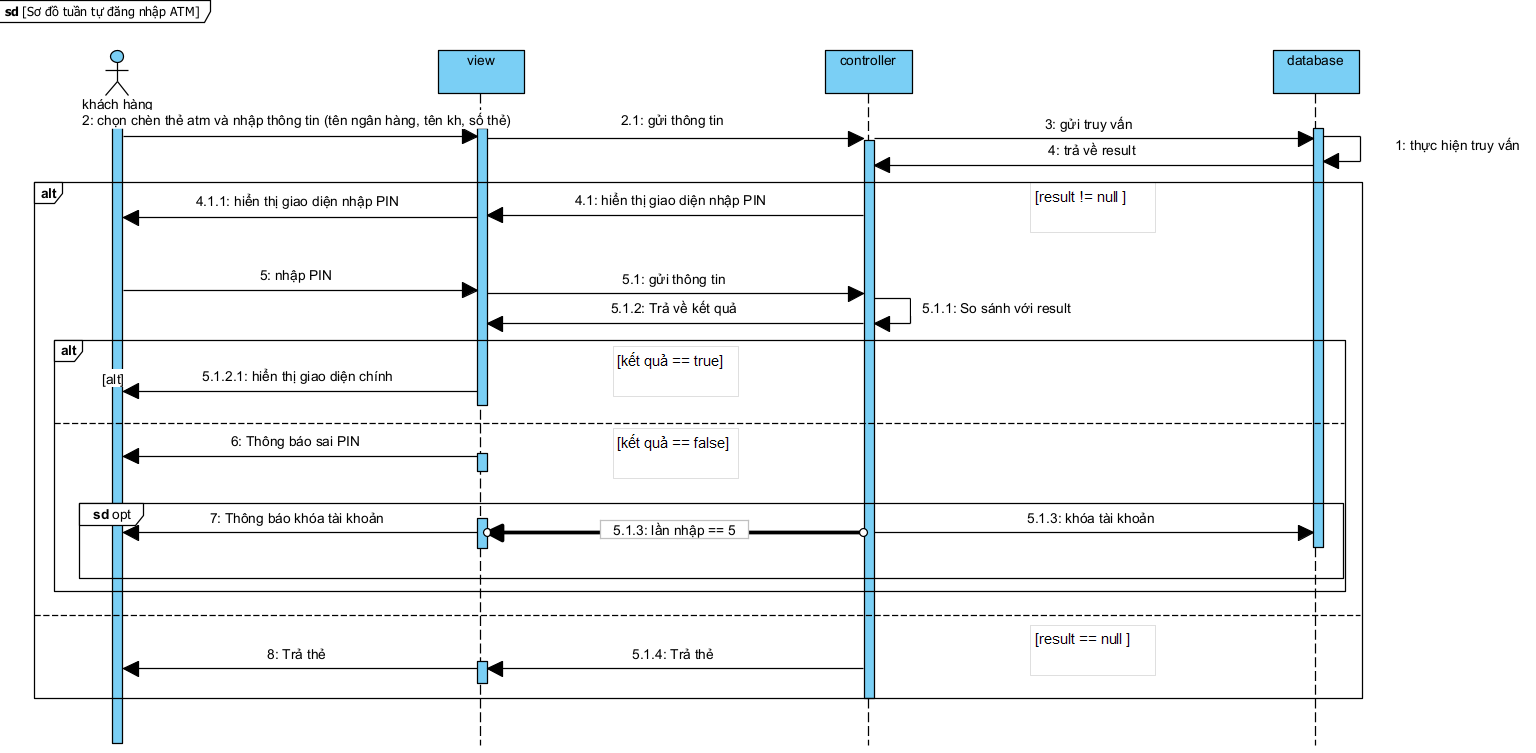 sd [Sơ đồ tuần tự đăng nhập ATM]
view
controller
database
khách hàng
2: chọn chèn thẻ atm và nhập thông tin (tên ngân hàng, tên kh, số thẻ)
2.1: gửi thông tin
3: gửi truy vấn
1: thực hiện truy vấn
4: trả về result
alt
[result != null ]
4.1.1: hiển thị giao diện nhập PIN
4.1: hiển thị giao diện nhập PIN
5: nhập PIN
5.1: gửi thông tin
5.1.2: Trả về kết quả
5.1.1: So sánh với result
alt
[kết quả == true]
[alt]
5.1.2.1: hiển thị giao diện chính
6: Thông báo sai PIN
[kết quả == false]
sd opt
7: Thông báo khóa tài khoản
5.1.3: lần nhập == 5
5.1.3: khóa tài khoản
[result == null ]
8: Trả thẻ
5.1.4: Trả thẻ